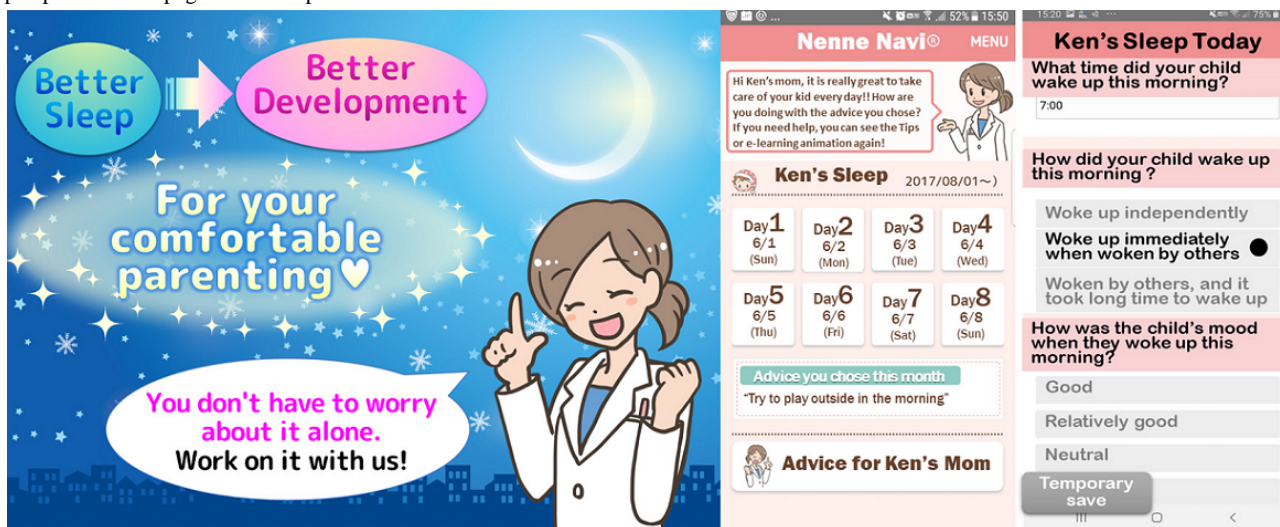 Better
Sleep
Better
Development
For your
comfortable
parenting♥
You don't have to worry
about it alone.
Work on it with us!
52% 15:50
Nenne Navi® MENU
Hi Ken's mom, it is really great to take
care of your kid everyday!! How are
you doing with the advice you chose?
If you need help, you can see the Tips
or e-learning animation again!
Ken's Sleep 2017/08/01~)
Day1 Day2 Day3 Day4
6/1 6/2 6/3 6/4
(Sun) (Mon) (Tue) (Wed)
Day5 Day6 Day7 Day8
6/5 6/6 6/7 6/8
(Thu) (Fri) (Sat) (Sun)
Advice you chose this month
"Try to play outside in the morning"
Advice for Ken's Mom
15:20 75%
Ken's Sleep Today
What time did your child
wake up this morning?
7:00
How did your child wake up
this morning ?
Woke up independently
Woke up immediately
when woken by others
Woken by others, and it
took long time to wake up
How was the child's mood
when they woke up this
morning?
Good
Relatively good
Neutral
Temporary
save